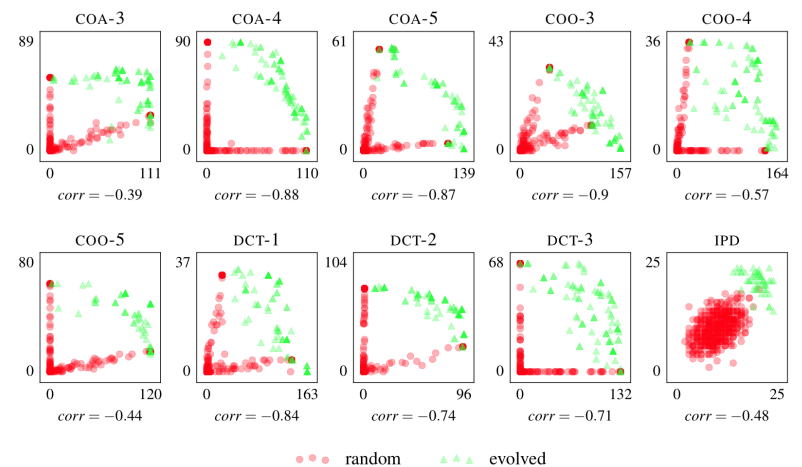 COA-3 COA-4 COA-5 COO-3 COO-4
89 90 61 43 36
0 0 0 0 0
0 111 0 110 0 139 0 157 0 164
corr = −0.39 corr = −0.88 corr = −0.87 corr = −0.9 corr = −0.57
COO-5 DCT-1 DCT-2 DCT-3 IPD
80 37 104 68 25
0 0 0 0 0
0 120 0 163 0 96 0 132 0 25
corr = −0.44 corr = −0.84 corr = −0.74 corr = −0.71 corr = −0.48
random evolved